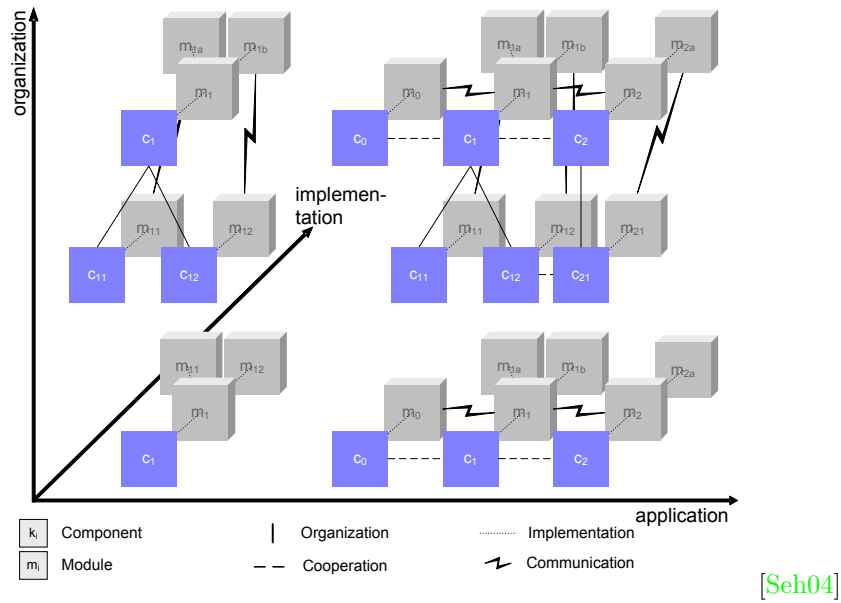 organization
m1a
m1b
m1
c1
m11
m12
c11
c12
m1a
m1b
m2a
m0
m1
m2
c0
c1
c2
implemen-
tation
m11
m12
m21
c11
c12
c21
m11
m12
m1
c1
m1a
m1b
m2a
m0
m1
m2
c0
c1
c2
application
ki Component
Organization
Implementation
mi Module
Cooperation
Communication
[Seh04]